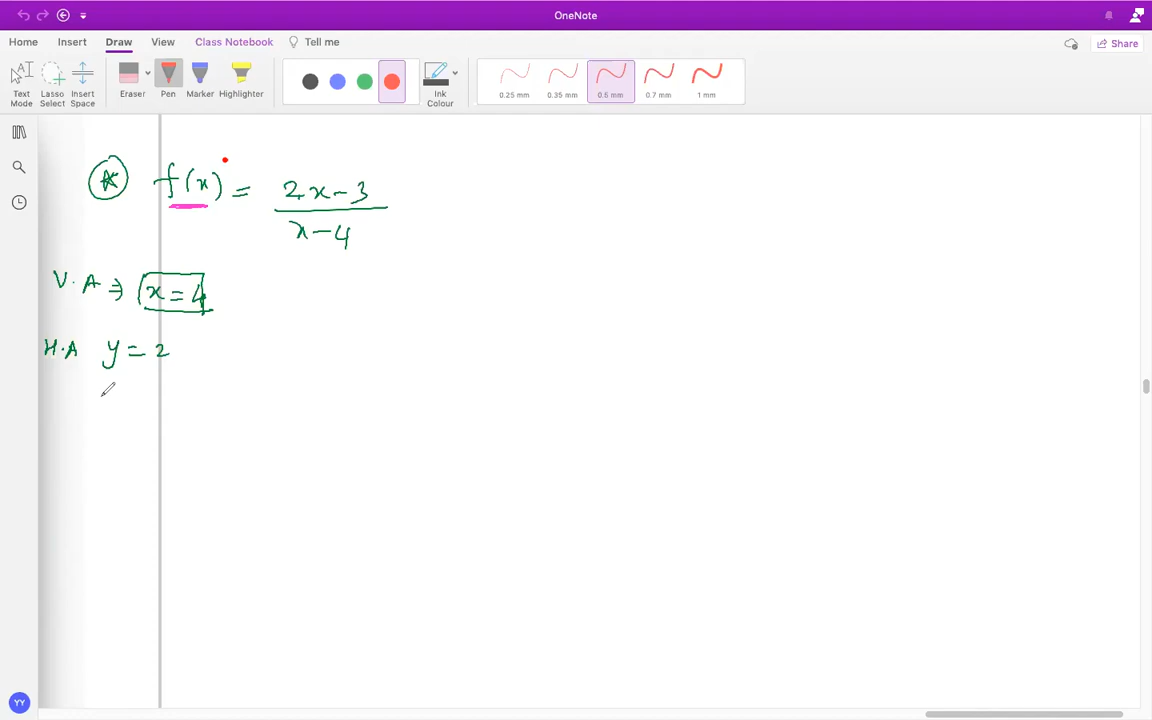 OneNote
Home Insert Draw View Class Notebook Tell me Share
Text Mode Lasso Select Insert Space Eraser Pen Marker Highlighter Ink Colour 0.25 mm 0.35 mm 0.5 mm 0.7 mm 1 mm
f(x) = 2x-3
x-4
V.A ⇒ x = 4
H.A y = 2
YY